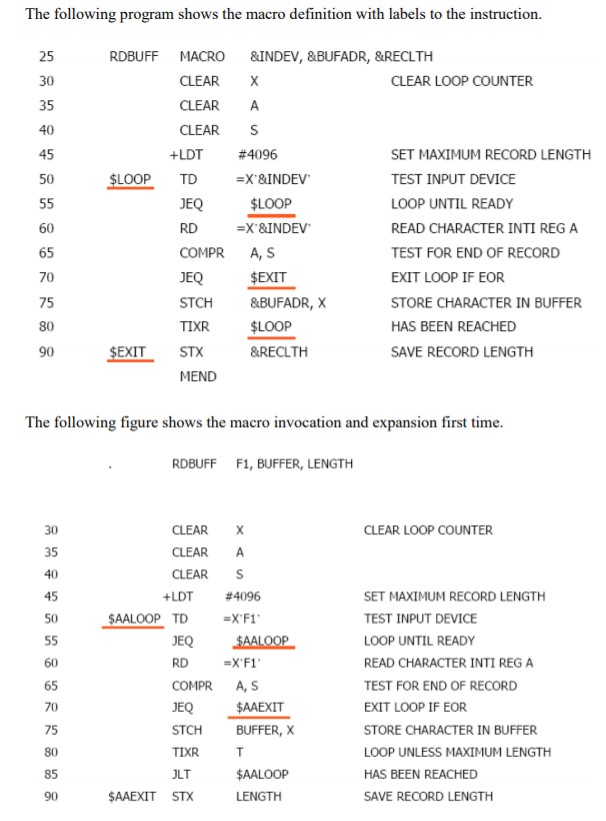 The following program shows the macro definition with labels to the instruction.
25 RDBUFF MACRO &INDEV, &BUFADR, &RECLTH
30 CLEAR X CLEAR LOOP COUNTER
35 CLEAR A
40 CLEAR S
45 +LDT #4096 SET MAXIMUM RECORD LENGTH
50 $LOOP TD =X'&INDEV' TEST INPUT DEVICE
55 JEQ $LOOP LOOP UNTIL READY
60 RD =X'&INDEV' READ CHARACTER INTI REG A
65 COMPR A, S TEST FOR END OF RECORD
70 JEQ $EXIT EXIT LOOP IF EOR
75 STCH &BUFADR, X STORE CHARACTER IN BUFFER
80 TIXR $LOOP HAS BEEN REACHED
90 $EXIT STX &RECLTH SAVE RECORD LENGTH
MEND
The following figure shows the macro invocation and expansion first time.
. RDBUFF F1, BUFFER, LENGTH
30 CLEAR X CLEAR LOOP COUNTER
35 CLEAR A
40 CLEAR S
45 +LDT #4096 SET MAXIMUM RECORD LENGTH
50 $AALOOP TD =X'F1' TEST INPUT DEVICE
55 JEQ $AALOOP LOOP UNTIL READY
60 RD =X'F1' READ CHARACTER INTI REG A
65 COMPR A, S TEST FOR END OF RECORD
70 JEQ $AAEXIT EXIT LOOP IF EOR
75 STCH BUFFER, X STORE CHARACTER IN BUFFER
80 TIXR T LOOP UNLESS MAXIMUM LENGTH
85 JLT $AALOOP HAS BEEN REACHED
90 $AAEXIT STX LENGTH SAVE RECORD LENGTH